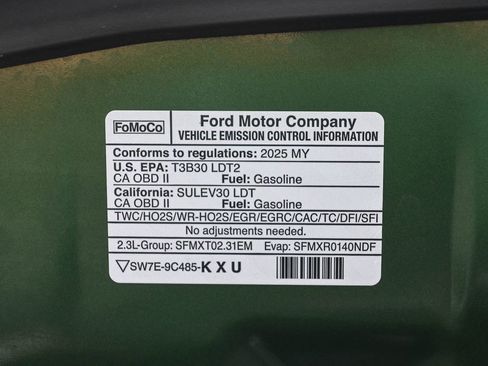 FoMoCo
Ford Motor Company
VEHICLE EMISSION CONTROL INFORMATION
Conforms to regulations: 2025 MY
U.S. EPA: T3B30 LDT2
CA OBD II Fuel: Gasoline
California: SULEV30 LDT
CA OBD II Fuel: Gasoline
TWC/HO2S/WR-HO2S/EGR/EGRC/CAC/TC/DFI/SFI
No adjustments needed.
2.3L-Group: SFMXT02.31EM Evap: SFMXR0140NDF
▽SW7E-9C485-K X U